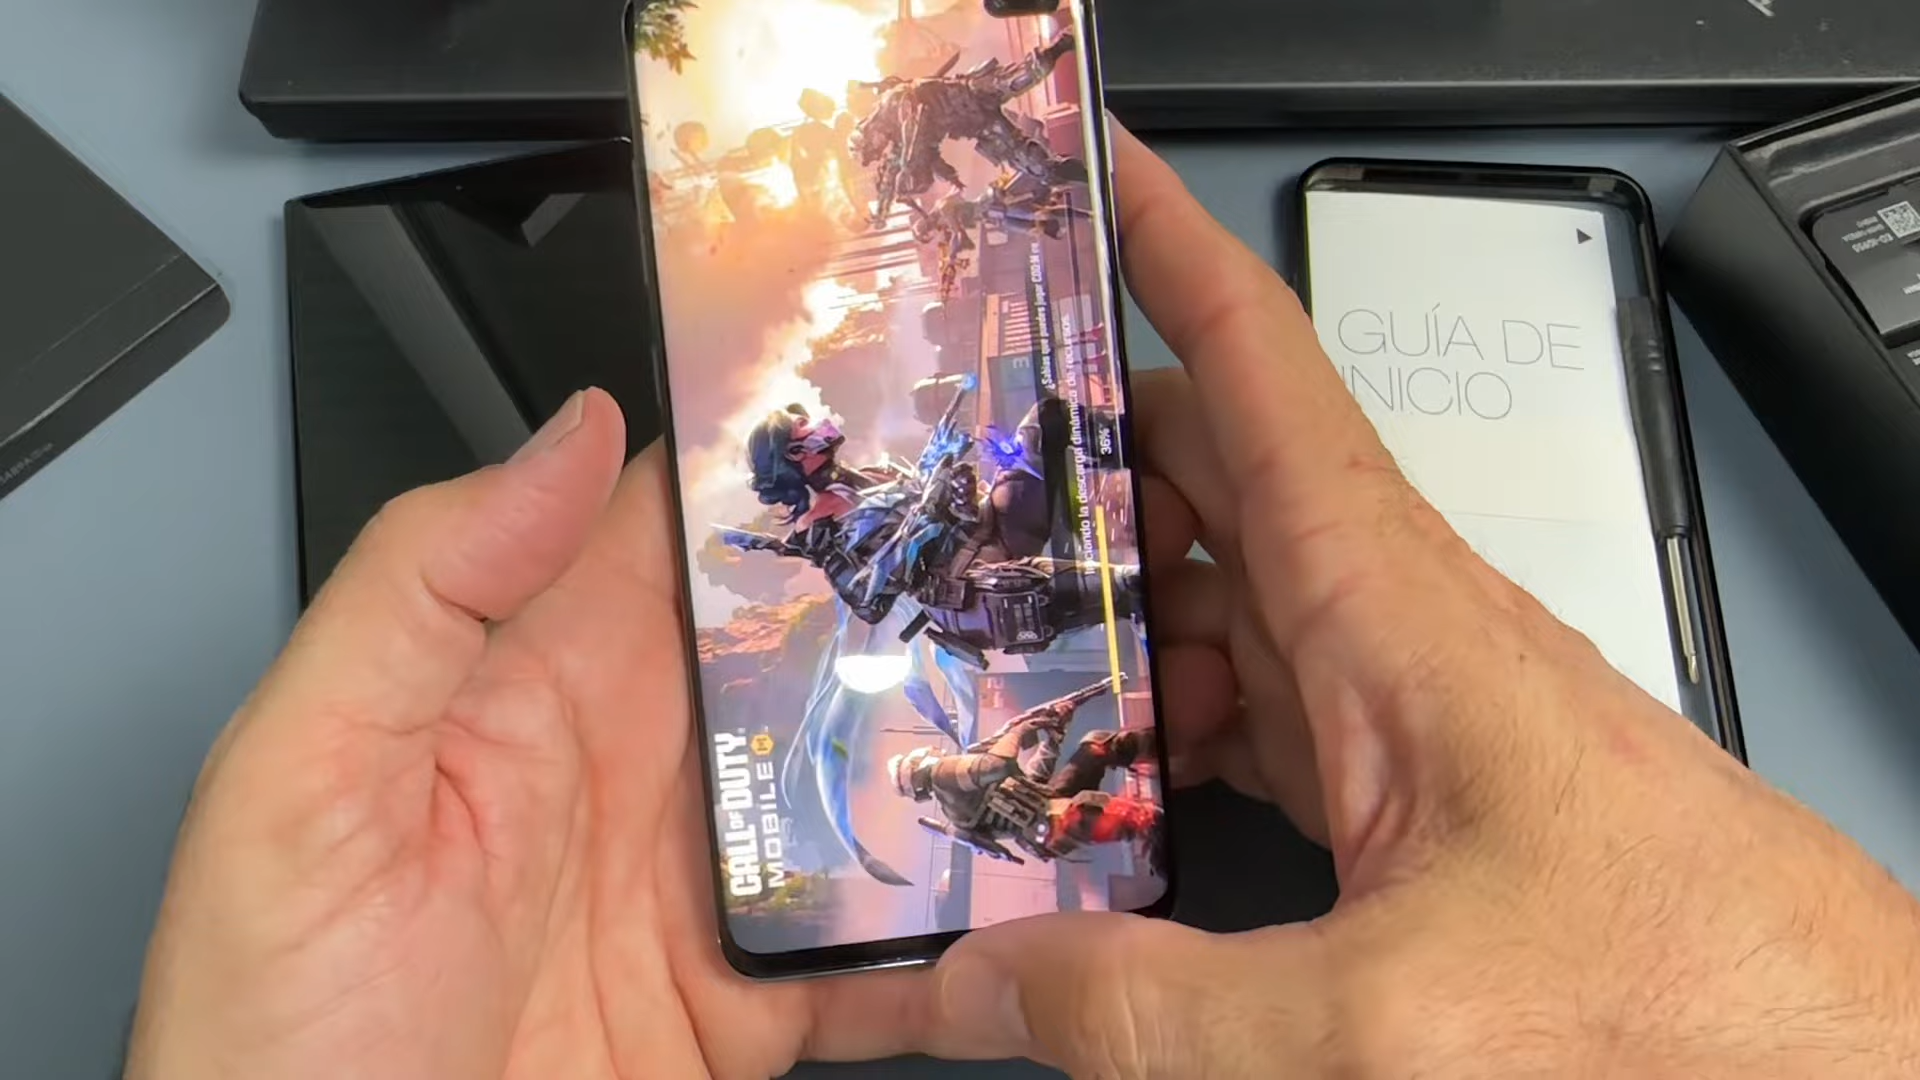 CALL OF DUTY
MOBILE
¿Sabías que puedes jugar COD:M en
Iniciando la descarga dinámica de recursos.
36%
GUÍA DE
INICIO